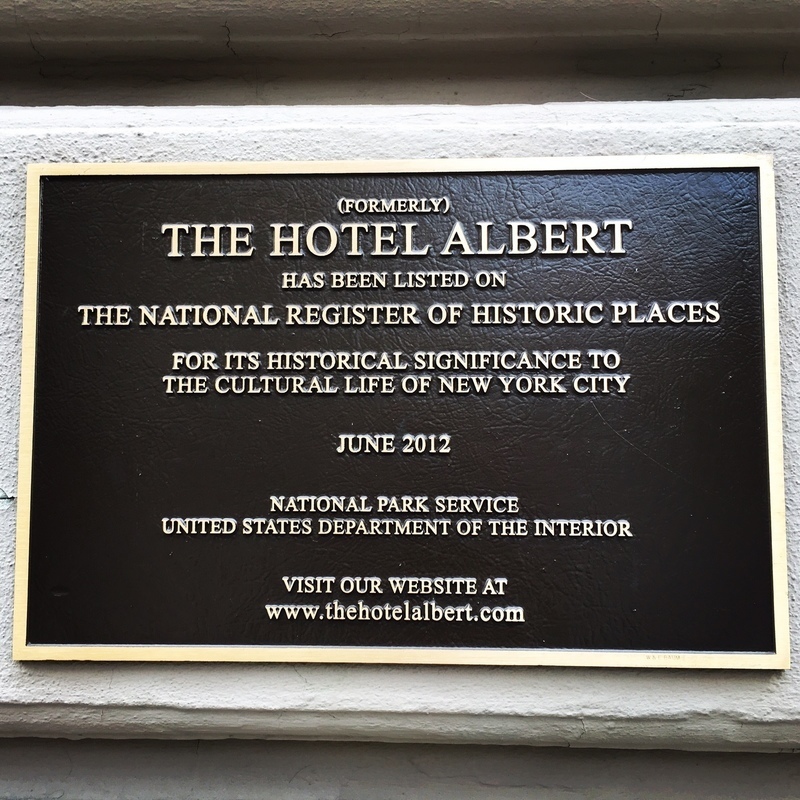 (FORMERLY)
THE HOTEL ALBERT
HAS BEEN LISTED ON
THE NATIONAL REGISTER OF HISTORIC PLACES
FOR ITS HISTORICAL SIGNIFICANCE TO
THE CULTURAL LIFE OF NEW YORK CITY
JUNE 2012
NATIONAL PARK SERVICE
UNITED STATES DEPARTMENT OF THE INTERIOR
VISIT OUR WEBSITE AT
www.thehotelalbert.com